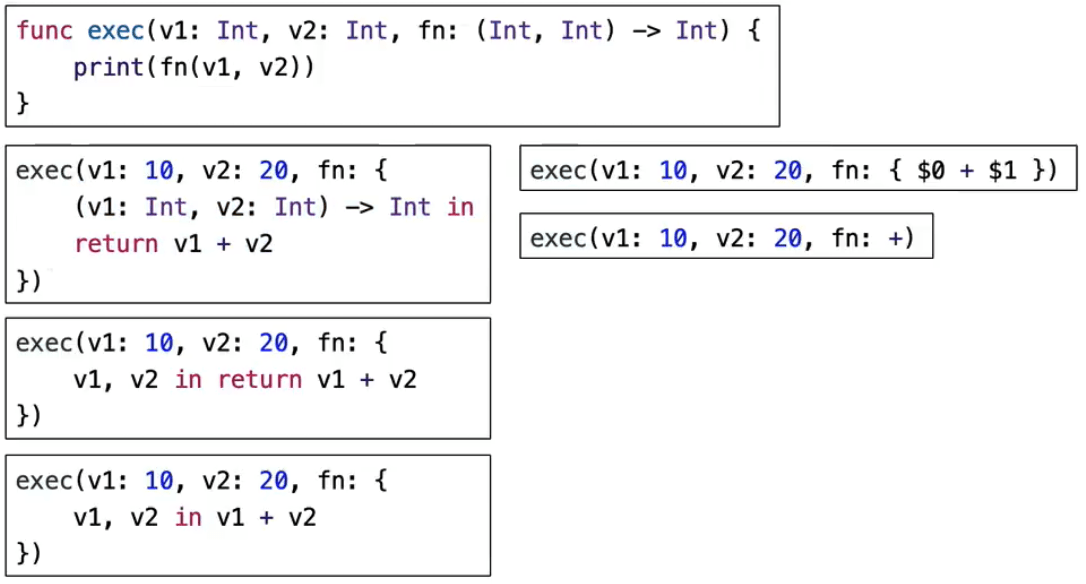 func exec(v1: Int, v2: Int, fn: (Int, Int) -> Int) {
    print(fn(v1, v2))
}
exec(v1: 10, v2: 20, fn: {
    (v1: Int, v2: Int) -> Int in
    return v1 + v2
})
exec(v1: 10, v2: 20, fn: {
    v1, v2 in return v1 + v2
})
exec(v1: 10, v2: 20, fn: {
    v1, v2 in v1 + v2
})
exec(v1: 10, v2: 20, fn: { $0 + $1 })
exec(v1: 10, v2: 20, fn: +)